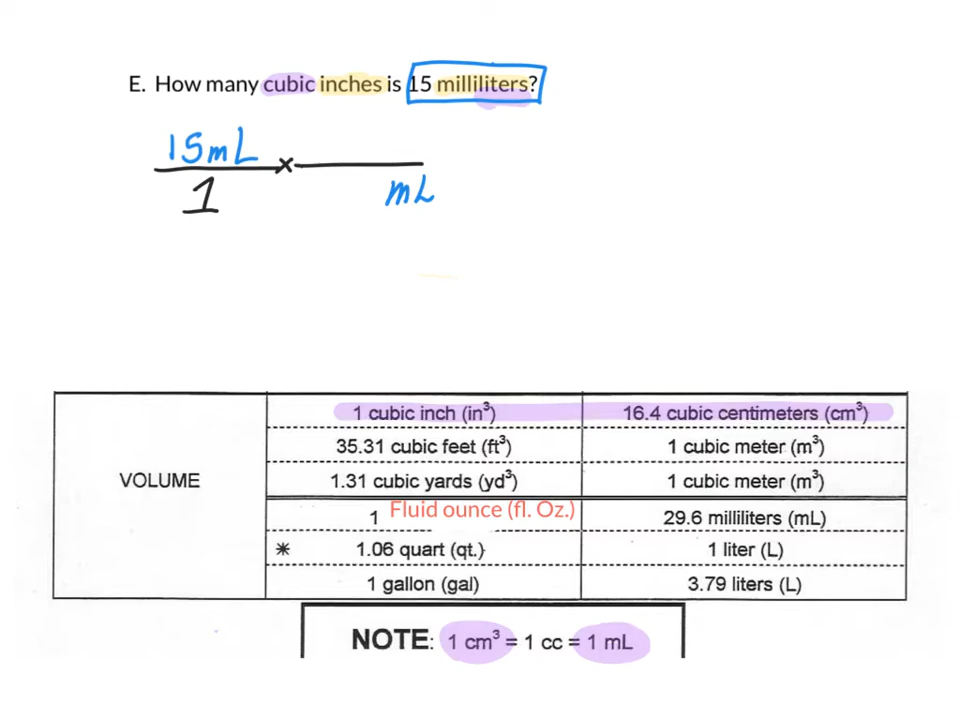 E. How many cubic inches is 15 milliliters?
15mL × 
1 mL
VOLUME
1 cubic inch (in³) 16.4 cubic centimeters (cm³)
35.31 cubic feet (ft³) 1 cubic meter (m³)
1.31 cubic yards (yd³) 1 cubic meter (m³)
1 Fluid ounce (fl. Oz.) 29.6 milliliters (mL)
* 1.06 quart (qt.) 1 liter (L)
1 gallon (gal) 3.79 liters (L)
NOTE: 1 cm³ = 1 cc = 1 mL